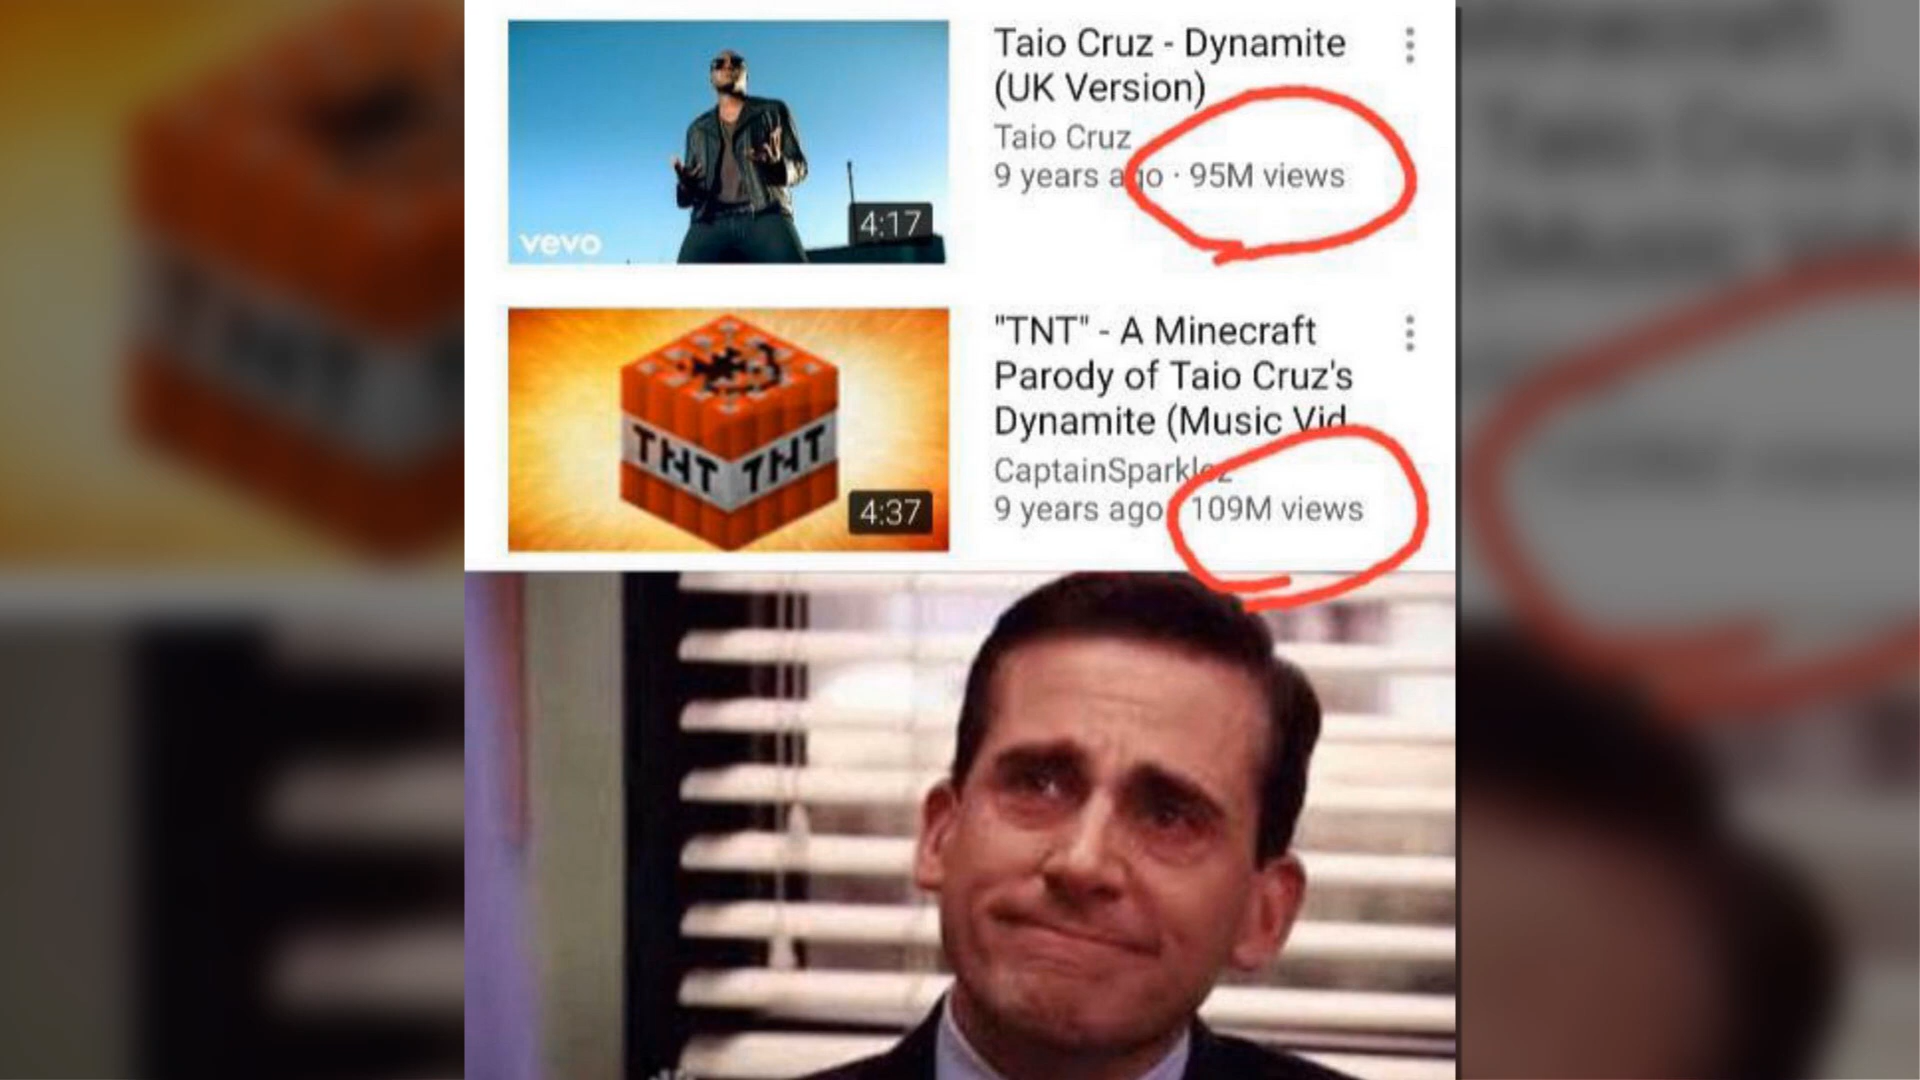 Taio Cruz - Dynamite
(UK Version)
Taio Cruz
9 years ago · 95M views
4:17
vevo
"TNT" - A Minecraft
Parody of Taio Cruz's
Dynamite (Music Vid
CaptainSparklez
9 years ago 109M views
TNT TNT
4:37